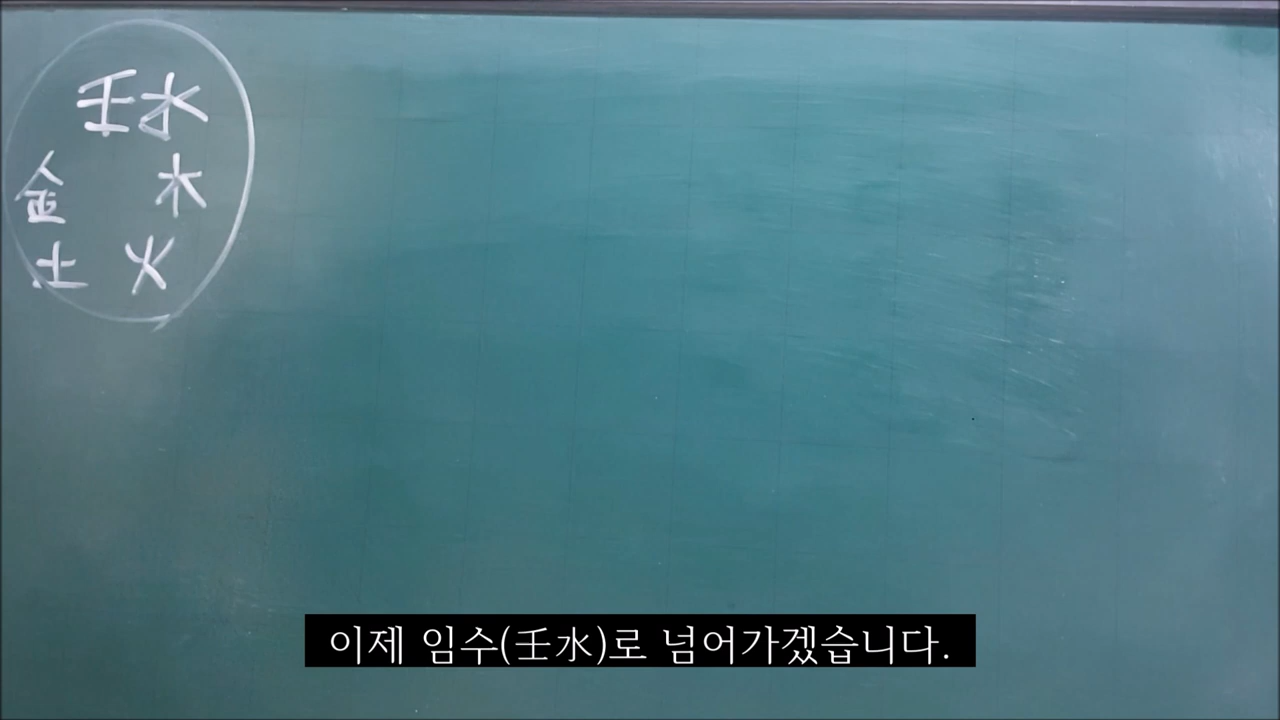 壬水
金 木
土 火
이제 임수(壬水)로 넘어가겠습니다.